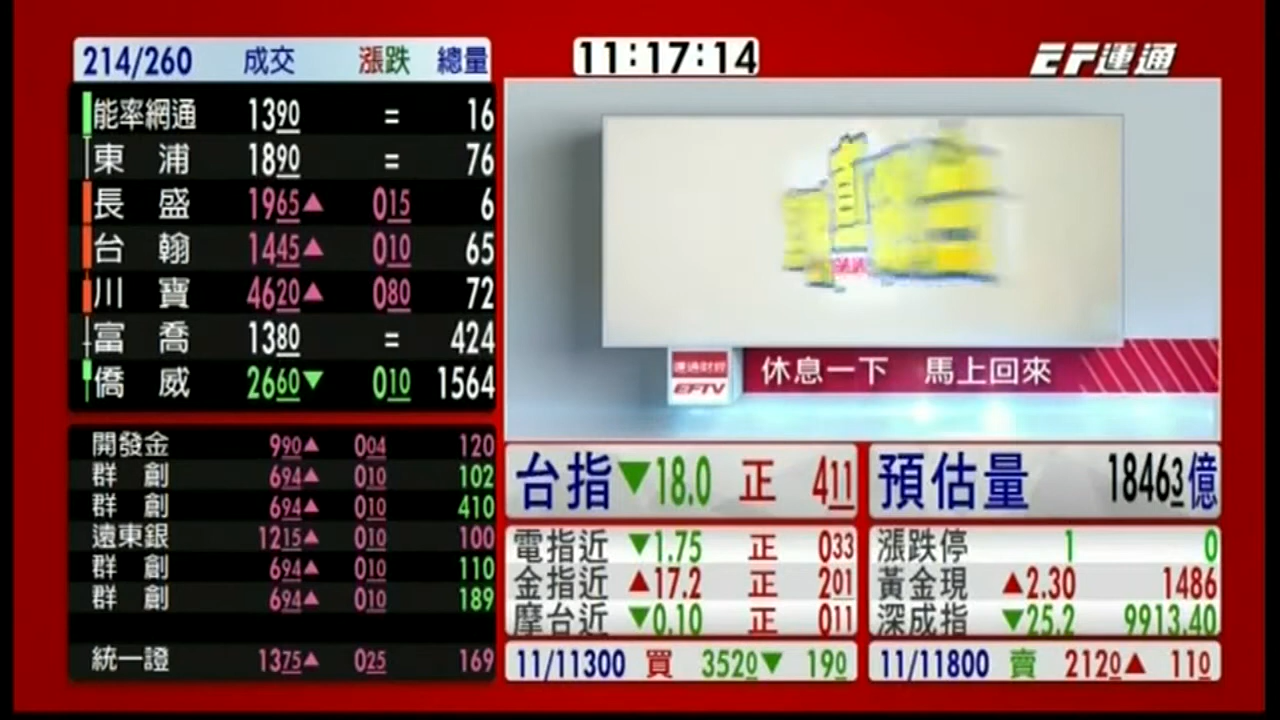 214/260 成交 漲跌 總量
11:17:14
EF運通
能率網通 1390 = 16
東浦 1890 = 76
長盛 1965▲ 015 6
台翰 1445▲ 010 65
川寶 4620▲ 080 72
富喬 1380 = 424
僑威 2660▼ 010 1564
開發金 990▲ 004 120
群創 694▲ 010 102
群創 694▲ 010 410
遠東銀 1215▲ 010 100
群創 694▲ 010 110
群創 694▲ 010 189
統一證 1375▲ 025 169
運通財經
EFTV
休息一下 馬上回來
台指▼18.0 正 411
預估量 18463億
電指近 ▼1.75 正 033
金指近 ▲17.2 正 201
摩台近 ▼0.10 正 011
漲跌停 1 0
黃金現 ▲2.30 1486
深成指 ▼25.2 9913.40
11/11300 買 3520▼ 190
11/11800 賣 2120▲ 110